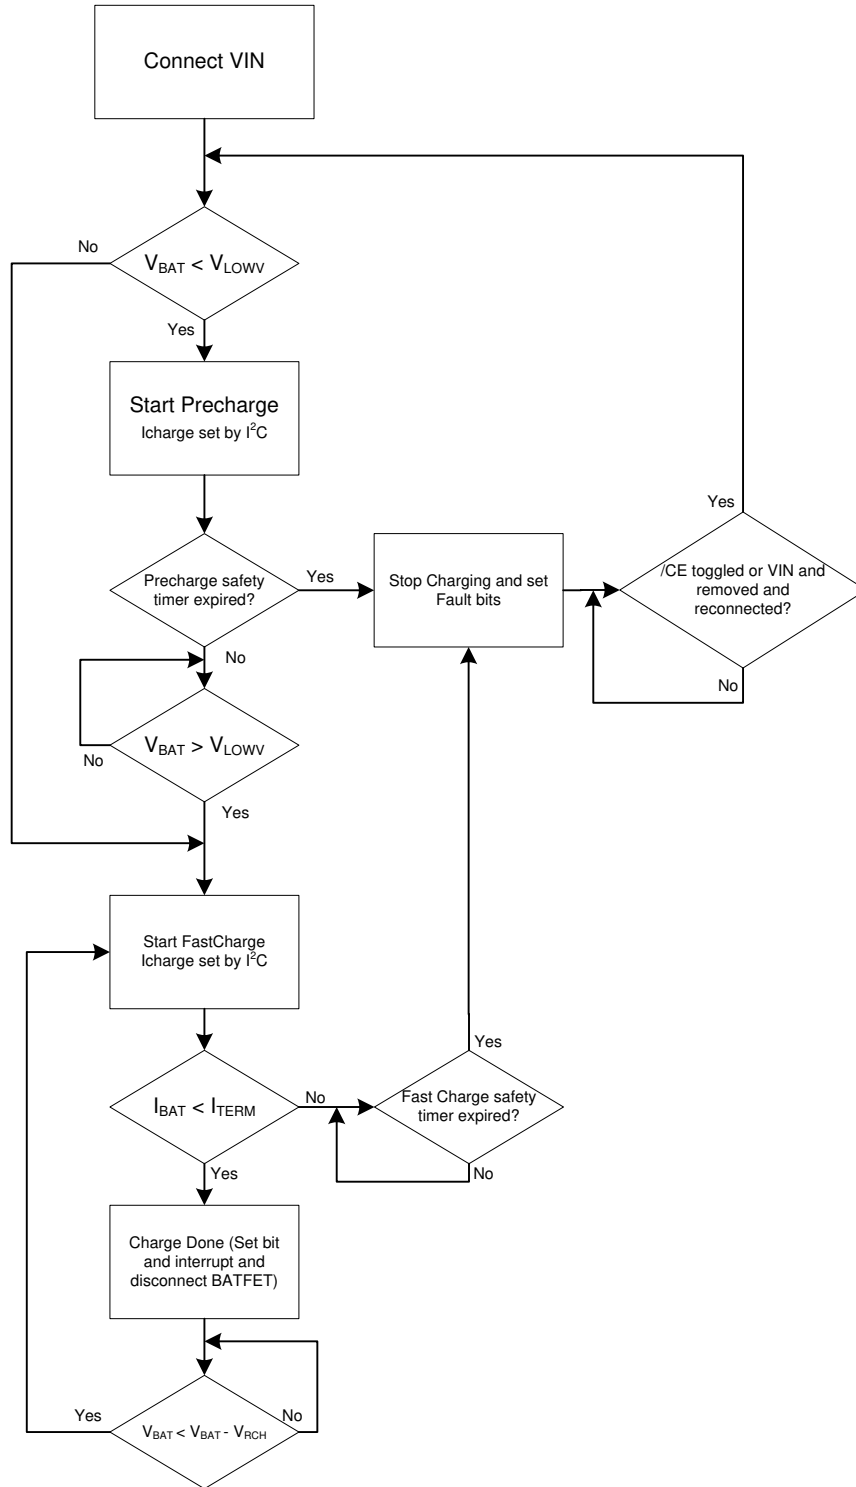 Connect VIN
No
VBAT < VLOWV
Yes
Start Precharge
Icharge set by I2C
Yes
Precharge safety
timer expired?
Yes
Stop Charging and set
Fault bits
/CE toggled or VIN and
removed and
reconnected?
No
No
VBAT > VLOWV
No
Yes
Start FastCharge
Icharge set by I2C
Yes
IBAT < ITERM
No
Fast Charge safety
timer expired?
Yes
No
Charge Done (Set bit
and interrupt and
disconnect BATFET)
Yes
No
VBAT < VBAT - VRCH